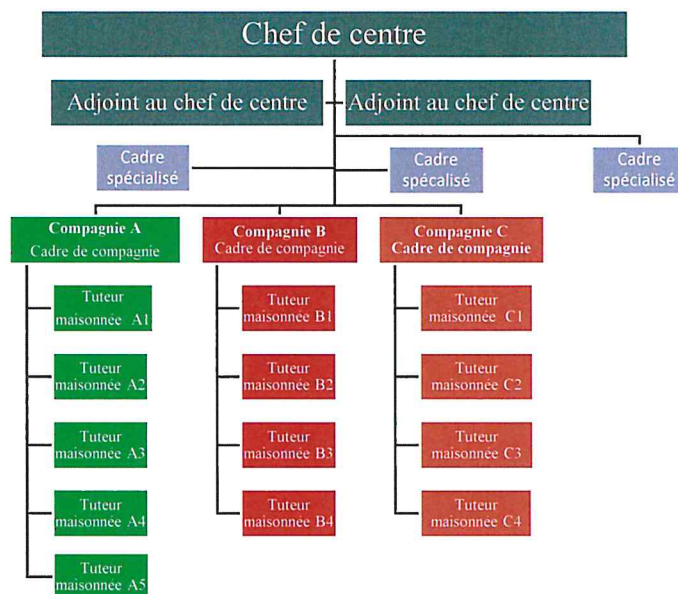 Chef de centre
Adjoint au chef de centre
Adjoint au chef de centre
Cadre
spécialisé
Cadre
spécalisé
Cadre
spécialisé
Compagnie A
Cadre de compagnie
Compagnie B
Cadre de compagnie
Compagnie C
Cadre de compagnie
Tuteur
maisonnée A1
Tuteur
maisonnée A2
Tuteur
maisonnée A3
Tuteur
maisonnée A4
Tuteur
maisonnée A5
Tuteur
maisonnée B1
Tuteur
maisonnée B2
Tuteur
maisonnée B3
Tuteur
maisonnée B4
Tuteur
maisonnée C1
Tuteur
maisonnée C2
Tuteur
maisonnée C3
Tuteur
maisonnée C4